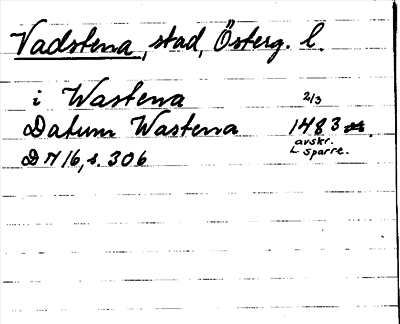 Vadstena, stad, Österg. l.
i Wastena 2/3
Datum Wastena 1483
avskr.
DN 16, s. 306 L Sparre.